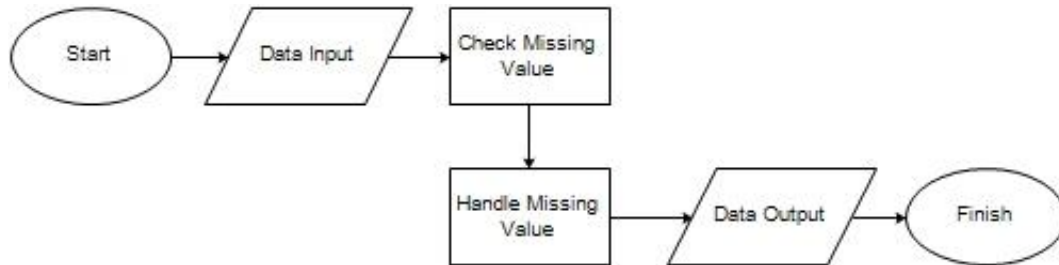 Start
Data Input
Check Missing
Value
Handle Missing
Value
Data Output
Finish